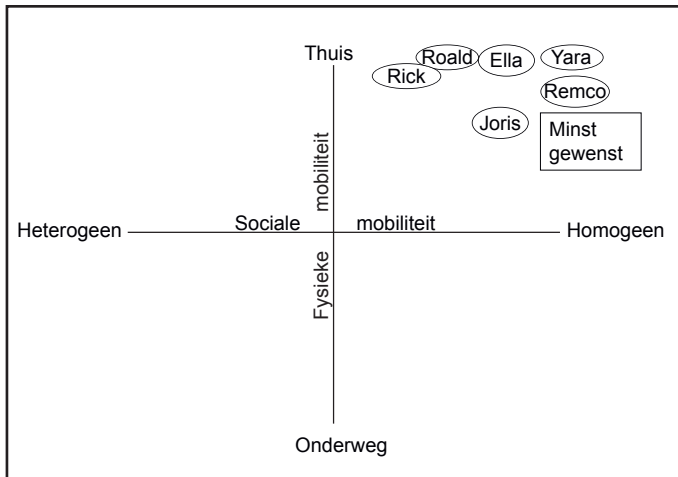 Thuis
Roald
Ella
Yara
Rick
Remco
Joris
Minst
gewenst
mobiliteit
Heterogeen
Sociale
mobiliteit
Homogeen
Fysieke
Onderweg